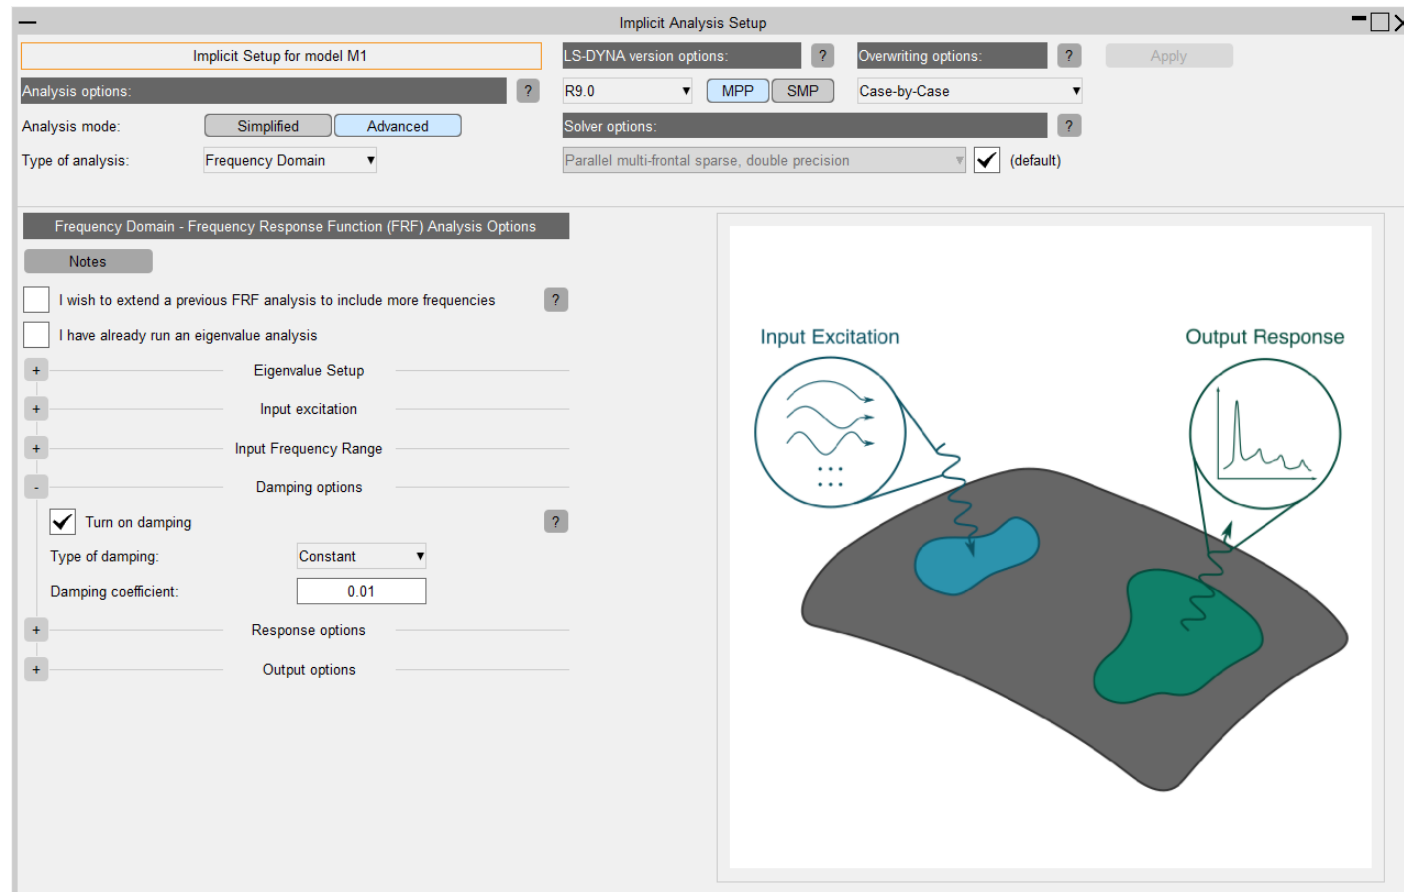 Implicit Analysis Setup
Implicit Setup for model M1
LS-DYNA version options: ?
Overwriting options: ?
Apply
Analysis options: ?
R9.0 MPP SMP
Case-by-Case
Analysis mode: Simplified Advanced
Solver options: ?
Type of analysis: Frequency Domain
Parallel multi-frontal sparse, double precision (default)
Frequency Domain - Frequency Response Function (FRF) Analysis Options
Notes
I wish to extend a previous FRF analysis to include more frequencies ?
I have already run an eigenvalue analysis
+ Eigenvalue Setup
+ Input excitation
+ Input Frequency Range
- Damping options
Turn on damping ?
Type of damping: Constant
Damping coefficient: 0.01
+ Response options
+ Output options
Input Excitation
Output Response